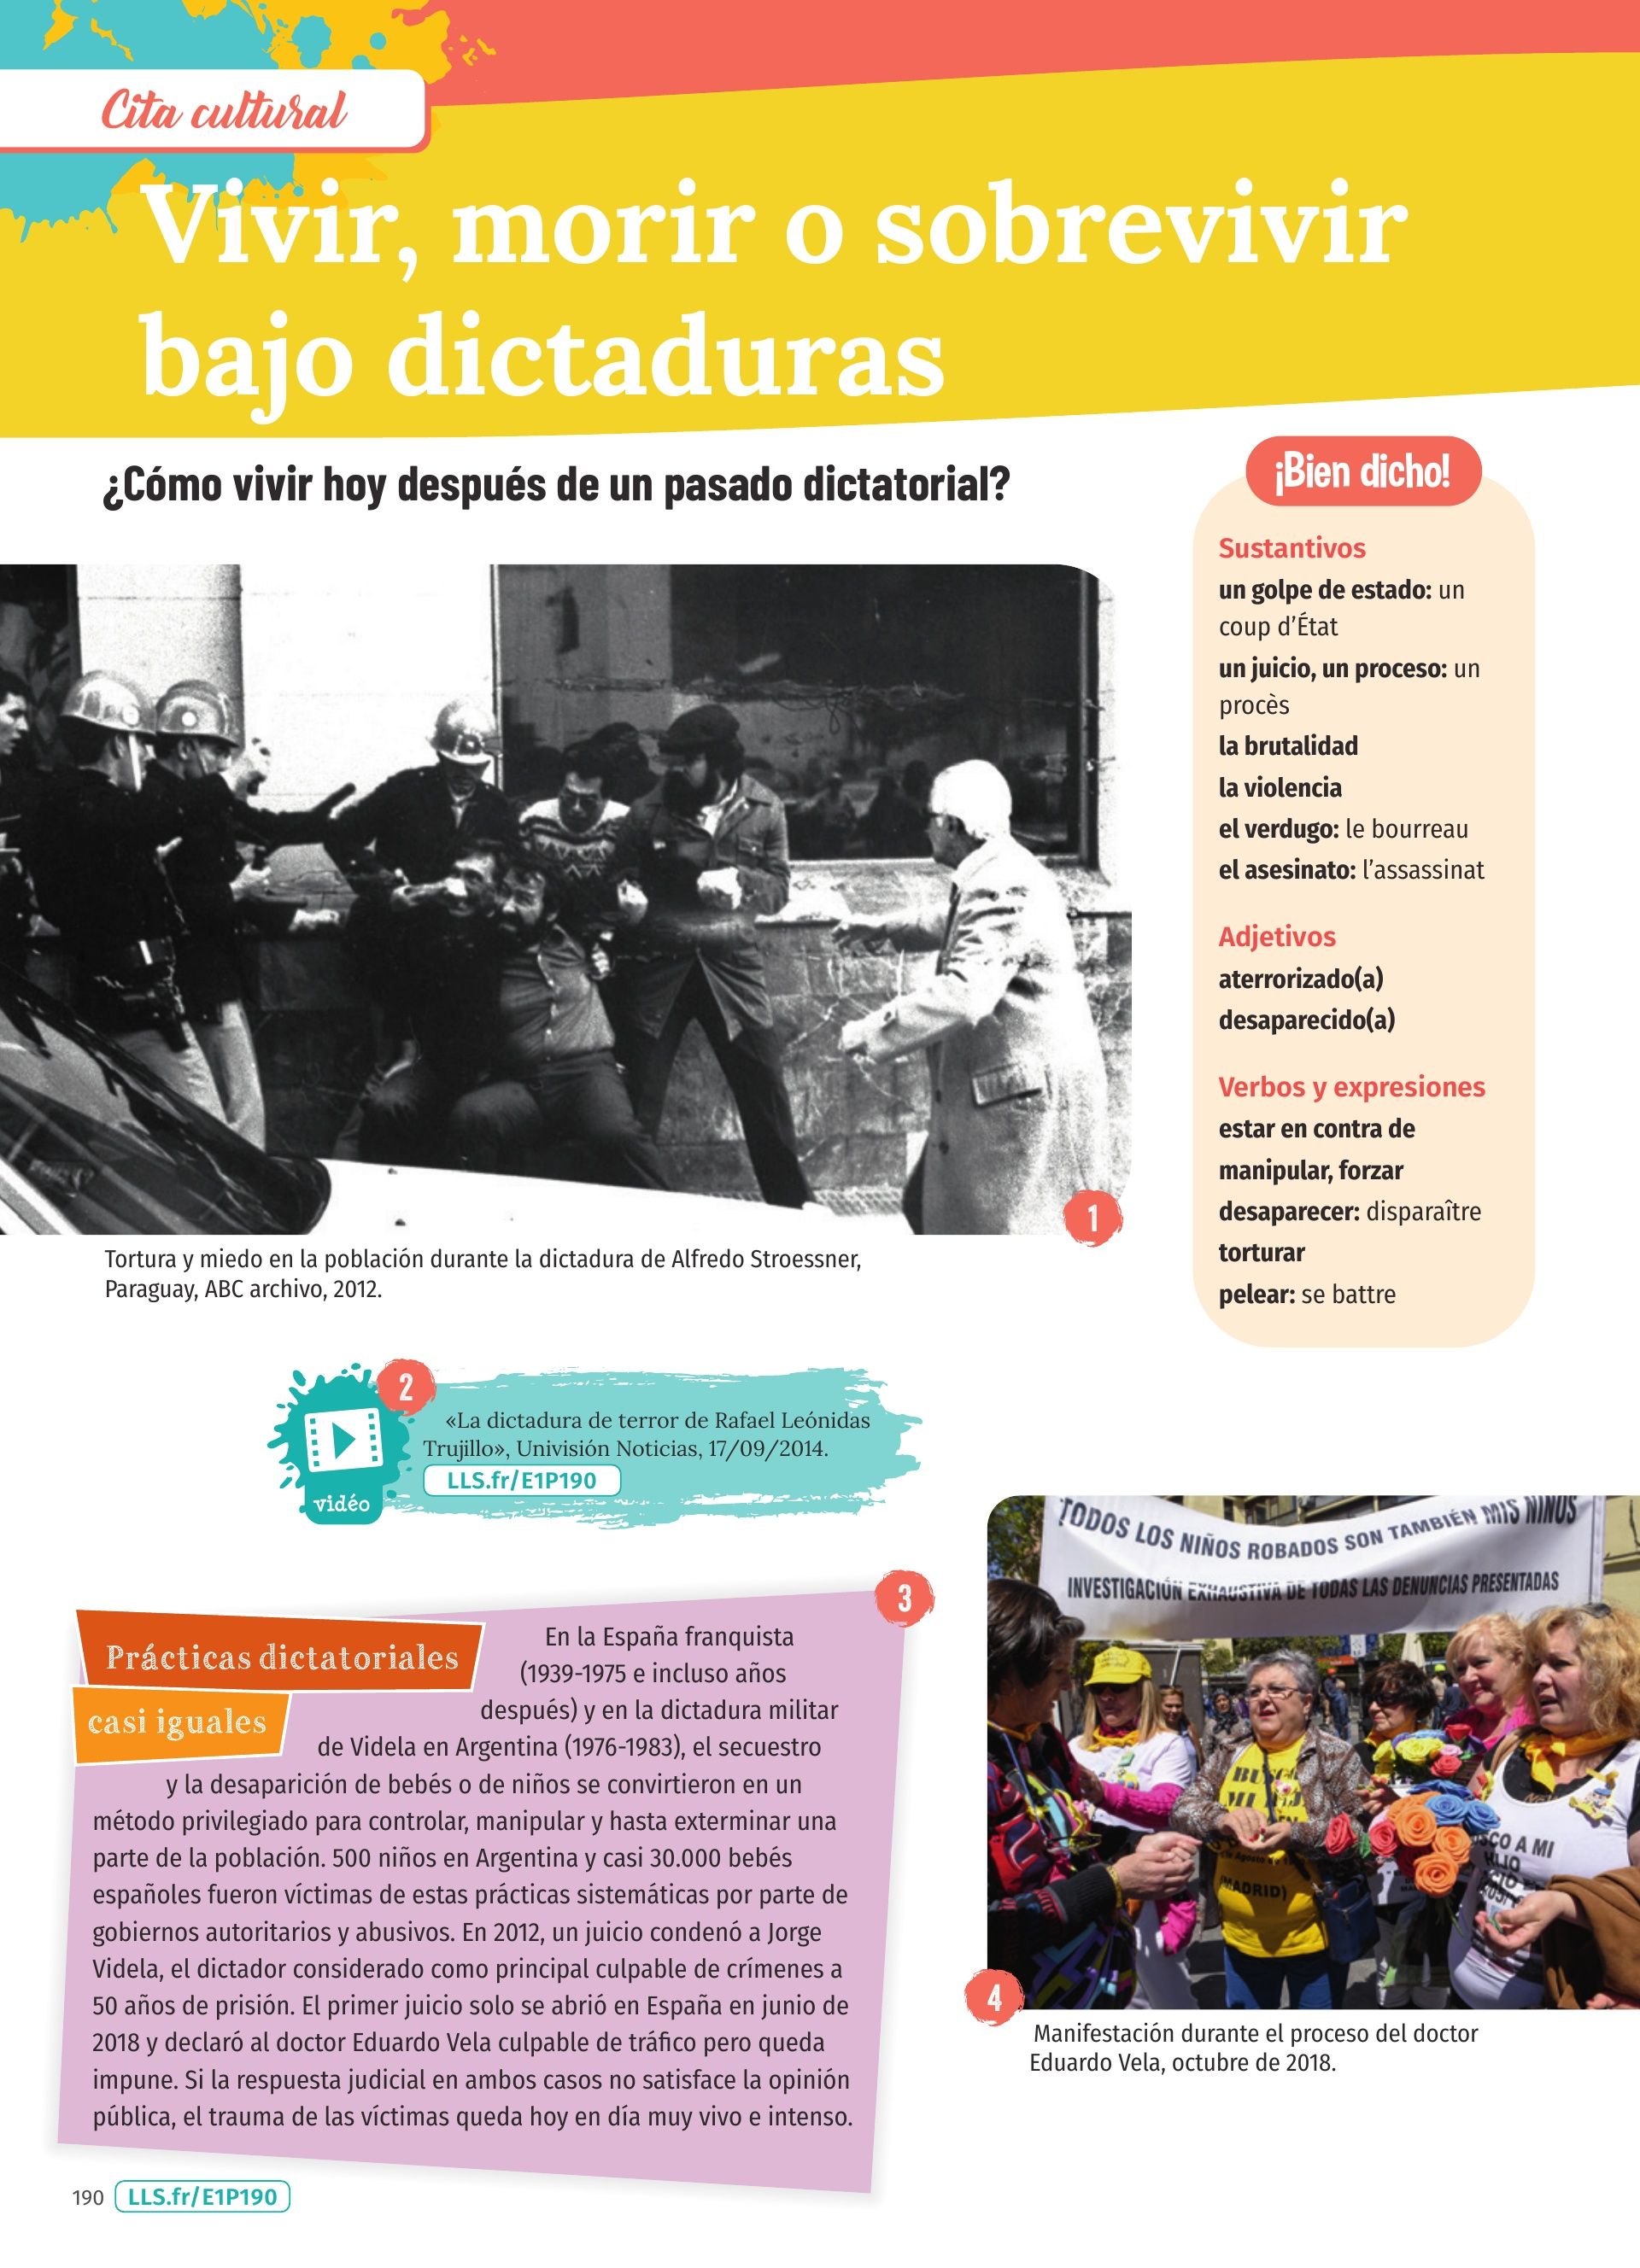 Cita cultural
Vivir, morir o sobrevivir
bajo dictaduras
¿Cómo vivir hoy después de un pasado dictatorial?
1
Tortura y miedo en la población durante la dictadura de Alfredo Stroessner,
Paraguay, ABC archivo, 2012.
¡Bien dicho!
Sustantivos
un golpe de estado: un
coup d'État
un juicio, un proceso: un
procès
la brutalidad
la violencia
el verdugo: le bourreau
el asesinato: l'assassinat
Adjetivos
aterrorizado(a)
desaparecido(a)
Verbos y expresiones
estar en contra de
manipular, forzar
desaparecer: disparaître
torturar
pelear: se battre
2
vidéo
«La dictadura de terror de Rafael Leónidas
Trujillo», Univisión Noticias, 17/09/2014.
LLS.fr/E1P190
3
Prácticas dictatoriales
casi iguales
En la España franquista
(1939-1975 e incluso años
después) y en la dictadura militar
de Videla en Argentina (1976-1983), el secuestro
y la desaparición de bebés o de niños se convirtieron en un
método privilegiado para controlar, manipular y hasta exterminar una
parte de la población. 500 niños en Argentina y casi 30.000 bebés
españoles fueron víctimas de estas prácticas sistemáticas por parte de
gobiernos autoritarios y abusivos. En 2012, un juicio condenó a Jorge
Videla, el dictador considerado como principal culpable de crímenes a
50 años de prisión. El primer juicio solo se abrió en España en junio de
2018 y declaró al doctor Eduardo Vela culpable de tráfico pero queda
impune. Si la respuesta judicial en ambos casos no satisface la opinión
pública, el trauma de las víctimas queda hoy en día muy vivo e intenso.
TODOS LOS NIÑOS ROBADOS SON TAMBIÉN MIS NIÑOS
INVESTIGACIÓN EXHAUSTIVA DE TODAS LAS DENUNCIAS PRESENTADAS
MI
(MADRID)
A MI
4
Manifestación durante el proceso del doctor
Eduardo Vela, octubre de 2018.
190
LLS.fr/E1P190